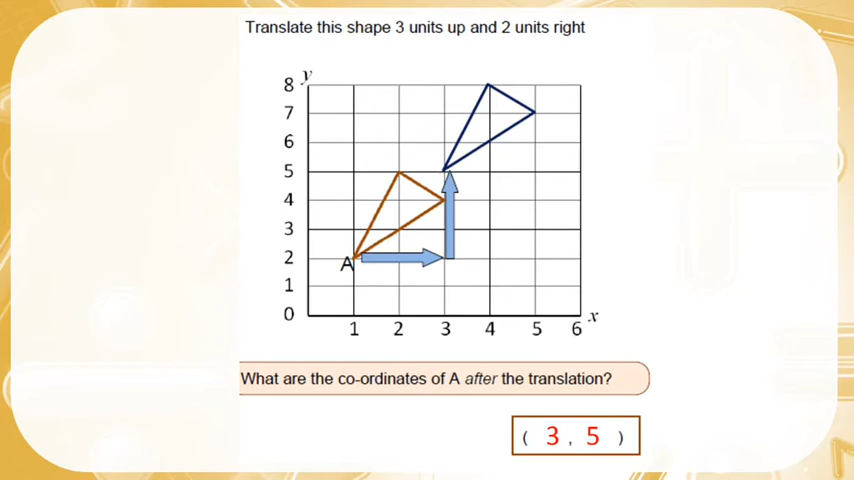 Translate this shape 3 units up and 2 units right
y
8
7
6
5
4
3
2
1
0
A
1 2 3 4 5 6 x
What are the co-ordinates of A after the translation?
( 3 , 5 )